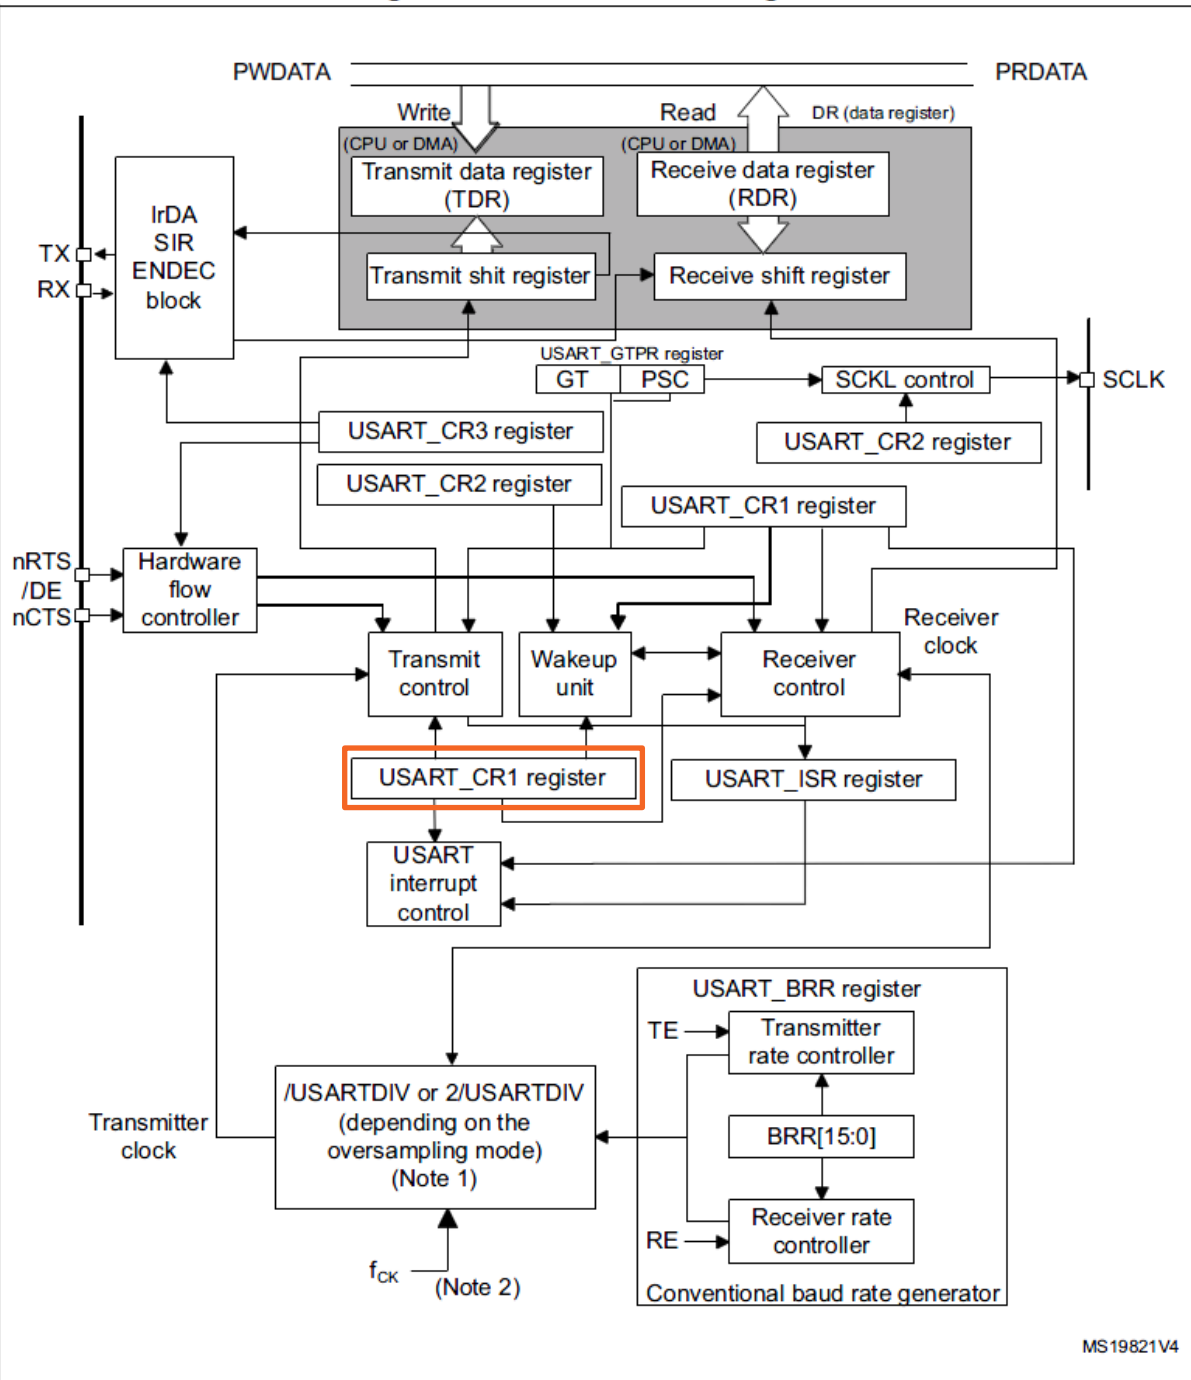 PWDATA
PRDATA
Write
Read
DR (data register)
(CPU or DMA)
(CPU or DMA)
Transmit data register
(TDR)
Receive data register
(RDR)
IrDA
SIR
ENDEC
block
TX
RX
Transmit shit register
Receive shift register
USART_GTPR register
GT
PSC
SCKL control
SCLK
USART_CR3 register
USART_CR2 register
USART_CR2 register
USART_CR1 register
nRTS
/DE
nCTS
Hardware
flow
controller
Receiver
clock
Transmit
control
Wakeup
unit
Receiver
control
USART_CR1 register
USART_ISR register
USART
interrupt
control
USART_BRR register
TE
Transmitter
rate controller
/USARTDIV or 2/USARTDIV
(depending on the
oversampling mode)
(Note 1)
Transmitter
clock
BRR[15:0]
RE
Receiver rate
controller
fCK
(Note 2)
Conventional baud rate generator
MS19821V4